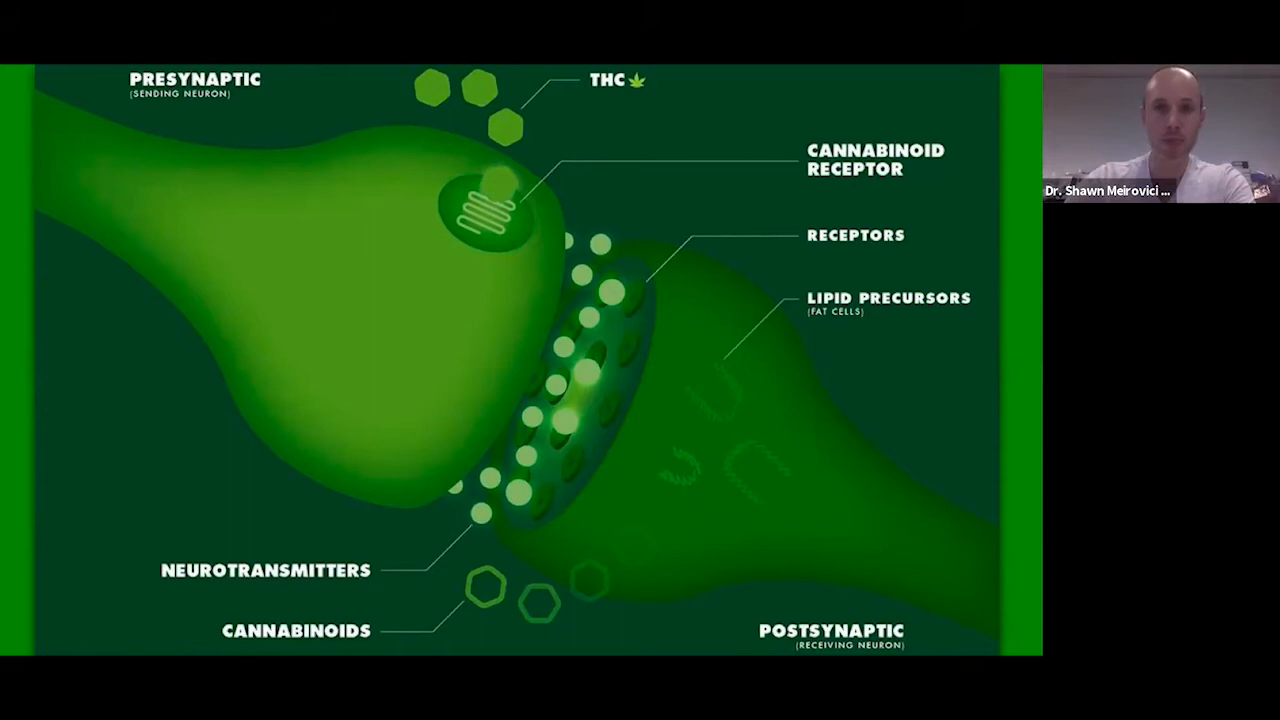 PRESYNAPTIC
(SENDING NEURON)
THC
CANNABINOID
RECEPTOR
RECEPTORS
LIPID PRECURSORS
(FAT CELLS)
NEUROTRANSMITTERS
CANNABINOIDS
POSTSYNAPTIC
(RECEIVING NEURON)
Dr. Shawn Meirovici ...